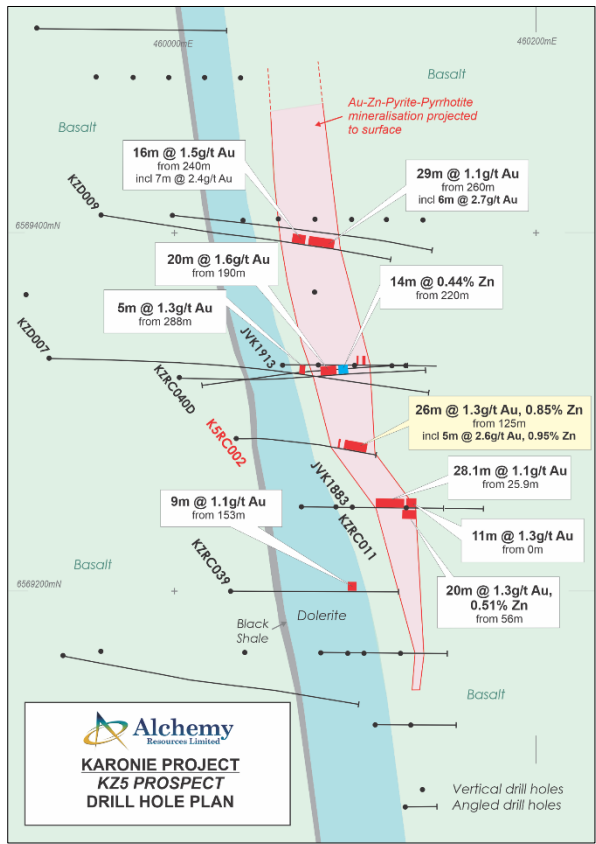 460000mE
460200mE
Basalt
Basalt
Au-Zn-Pyrite-Pyrrhotite
mineralisation projected
to surface
16m @ 1.5g/t Au
from 240m
incl 7m @ 2.4g/t Au
29m @ 1.1g/t Au
from 260m
incl 6m @ 2.7g/t Au
KZD009
6569400mN
20m @ 1.6g/t Au
from 190m
14m @ 0.44% Zn
from 220m
5m @ 1.3g/t Au
from 288m
KZD007
JVK1913
KZRC040D
K5RC002
26m @ 1.3g/t Au, 0.85% Zn
from 125m
incl 5m @ 2.6g/t Au, 0.95% Zn
28.1m @ 1.1g/t Au
from 25.9m
JVK1883
KZRC011
9m @ 1.1g/t Au
from 153m
11m @ 1.3g/t Au
from 0m
Basalt
KZRC039
6569200mN
20m @ 1.3g/t Au,
0.51% Zn
from 56m
Black
Shale
Dolerite
Basalt
Alchemy
Resources Limited
KARONIE PROJECT
KZ5 PROSPECT
DRILL HOLE PLAN
Vertical drill holes
Angled drill holes